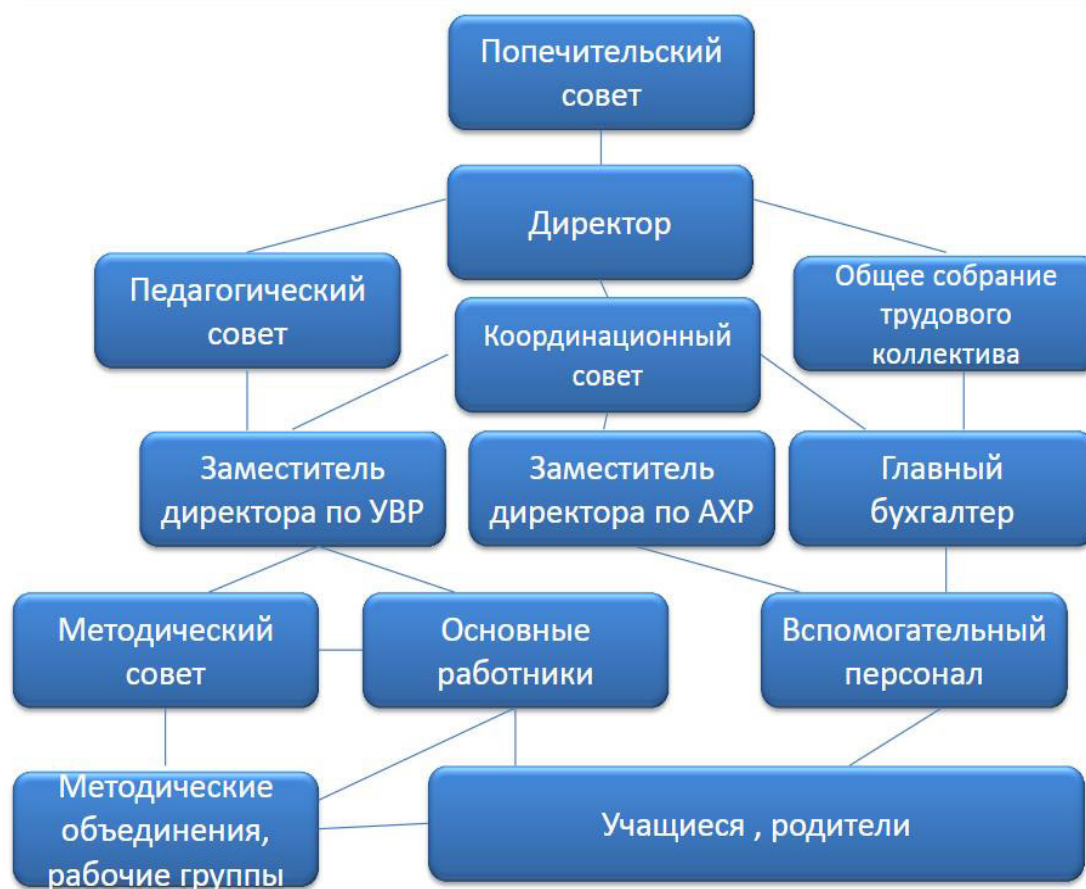 Попечительский
совет
Директор
Педагогический
совет
Координационный
совет
Общее собрание
трудового
коллектива
Заместитель
директора по УВР
Заместитель
директора по АХР
Главный
бухгалтер
Методический
совет
Основные
работники
Вспомогательный
персонал
Методические
объединения,
рабочие группы
Учащиеся , родители